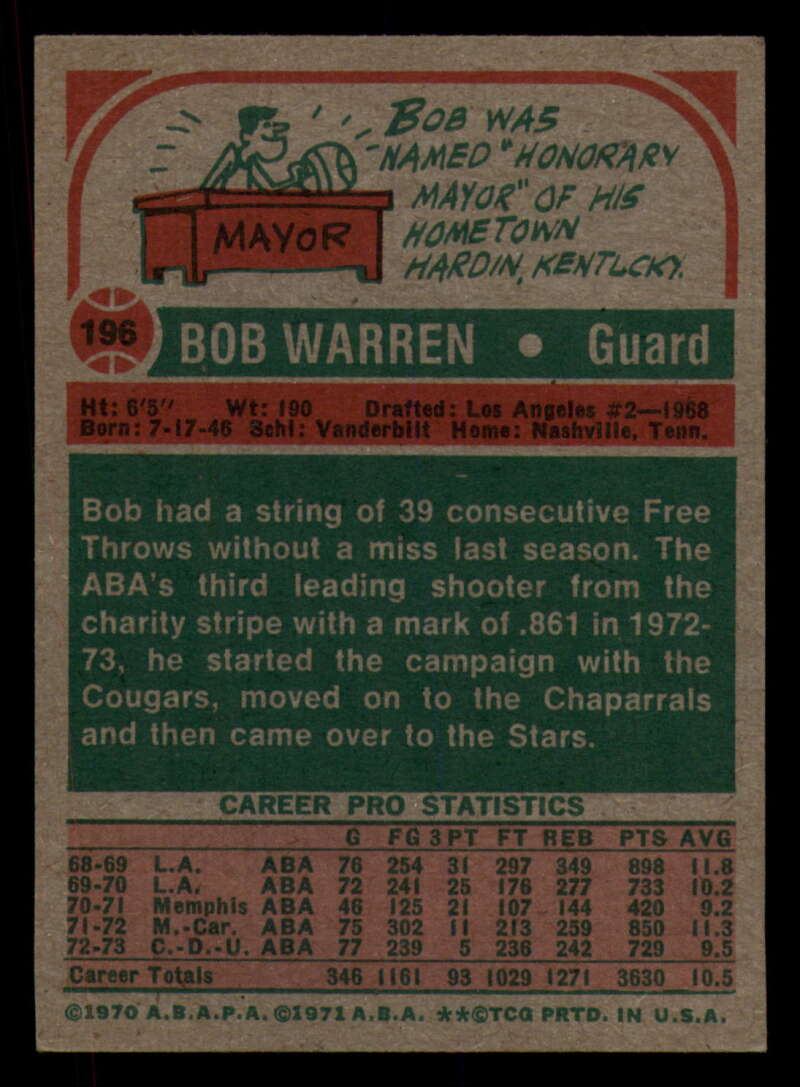 BOB WAS
NAMED "HONORARY
MAYOR" OF HIS
HOMETOWN
HARDIN, KENTUCKY.
MAYOR
196
BOB WARREN • Guard
Ht: 6'5" Wt: 190 Drafted: Los Angeles #2—1968
Born: 7-17-46 Schl: Vanderbilt Home: Nashville, Tenn.
Bob had a string of 39 consecutive Free
Throws without a miss last season. The
ABA's third leading shooter from the
charity stripe with a mark of .861 in 1972-
73, he started the campaign with the
Cougars, moved on to the Chaparrals
and then came over to the Stars.
CAREER PRO STATISTICS
G FG 3PT FT REB PTS AVG
68-69 L.A. ABA 76 254 31 297 349 898 11.8
69-70 L.A. ABA 72 241 25 176 277 733 10.2
70-71 Memphis ABA 46 125 21 107 144 420 9.2
71-72 M.-Car. ABA 75 302 11 213 259 850 11.3
72-73 C.-D.-U. ABA 77 239 5 236 242 729 9.5
Career Totals 346 1161 93 1029 1271 3630 10.5
©1970 A.B.A.P.A. ©1971 A.B.A. **©TCG PRTD. IN U.S.A.